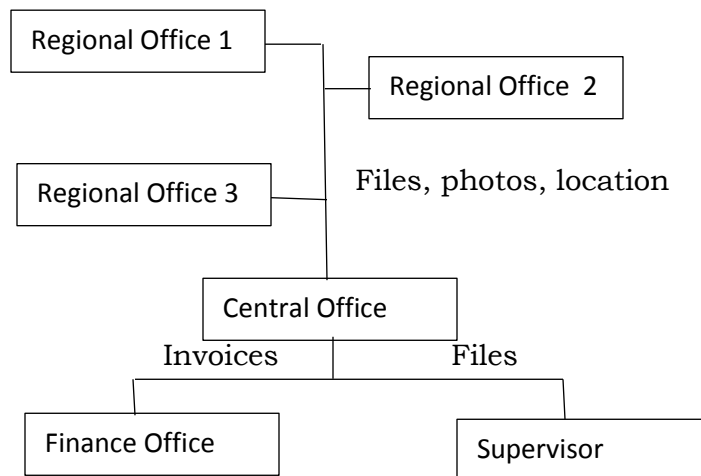 Regional Office 1
Regional Office 2
Regional Office 3
Files, photos, location
Central Office
Invoices
Files
Finance Office
Supervisor